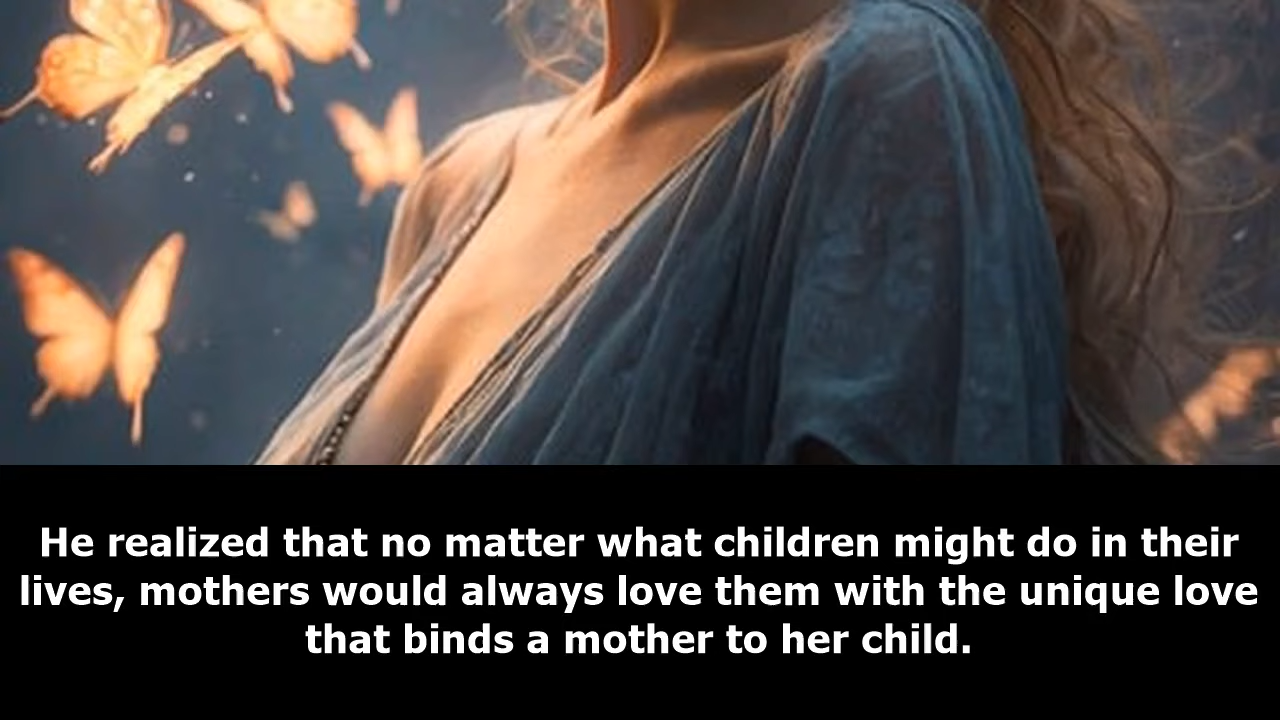 He realized that no matter what children might do in their
lives, mothers would always love them with the unique love
that binds a mother to her child.